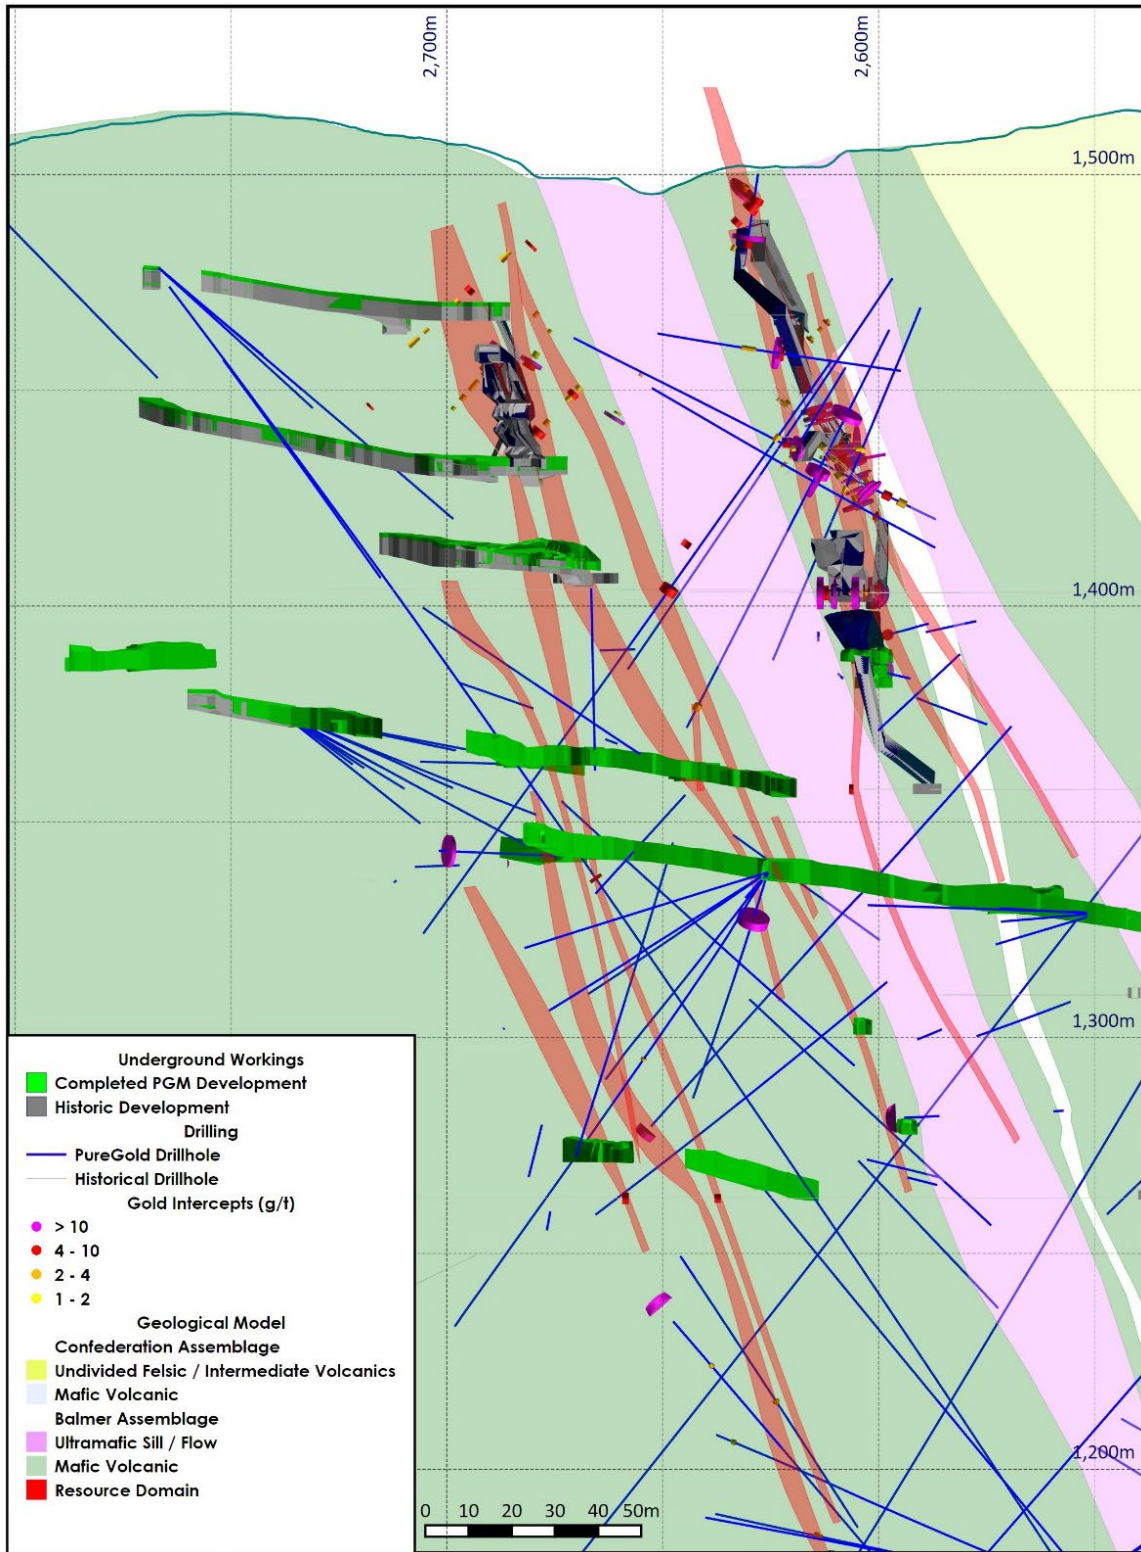 2,700m
2,600m
1,500m
1,400m
1,300m
1,200m
Underground Workings
Completed PGM Development
Historic Development
Drilling
PureGold Drillhole
Historical Drillhole
Gold Intercepts (g/t)
> 10
4 - 10
2 - 4
1 - 2
Geological Model
Confederation Assemblage
Undivided Felsic / Intermediate Volcanics
Mafic Volcanic
Balmer Assemblage
Ultramafic Sill / Flow
Mafic Volcanic
Resource Domain
0 10 20 30 40 50m